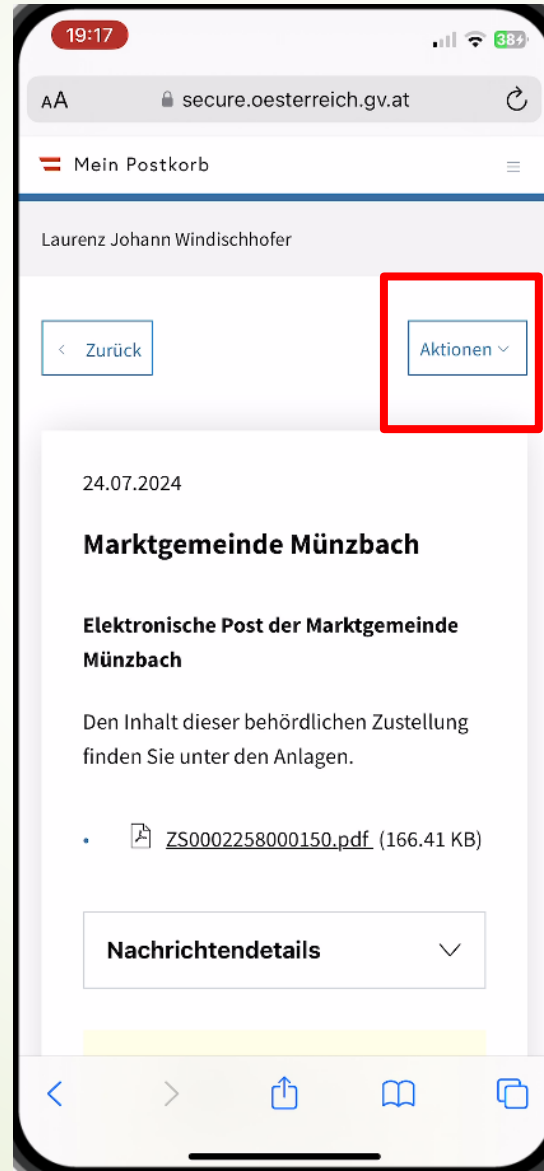 19:17
38
AA secure.oesterreich.gv.at
Mein Postkorb
Laurenz Johann Windischhofer
Zurück Aktionen
24.07.2024
Marktgemeinde Münzbach
Elektronische Post der Marktgemeinde
Münzbach
Den Inhalt dieser behördlichen Zustellung
finden Sie unter den Anlagen.
• ZS0002258000150.pdf (166.41 KB)
Nachrichtendetails